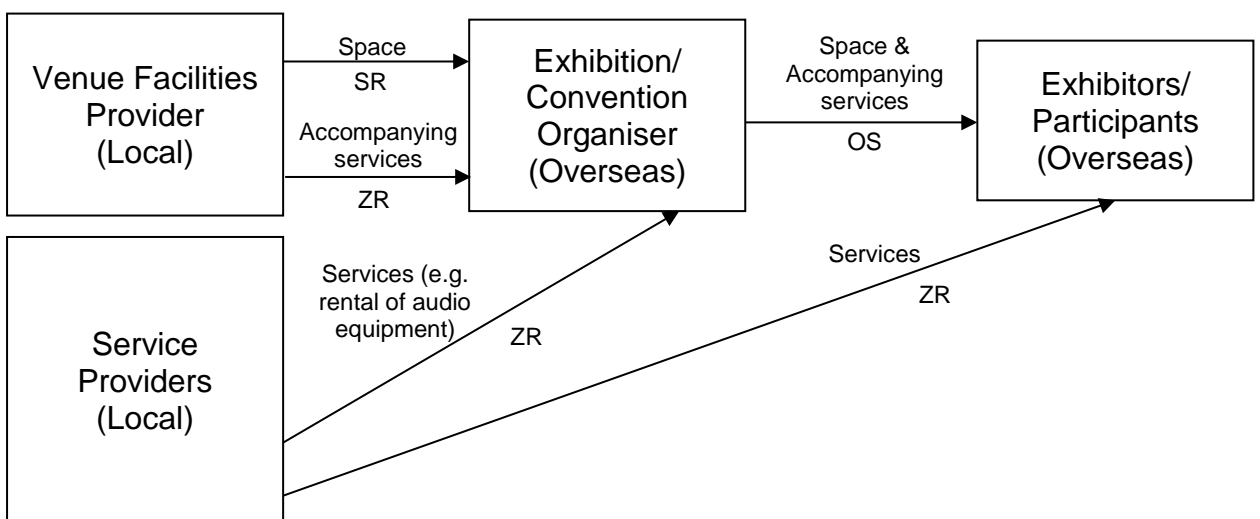 Venue Facilities
Provider
(Local)
Space
SR
Accompanying
services
ZR
Exhibition/
Convention
Organiser
(Overseas)
Space &
Accompanying
services
OS
Exhibitors/
Participants
(Overseas)
Service
Providers
(Local)
Services (e.g.
rental of audio
equipment)
ZR
Services
ZR